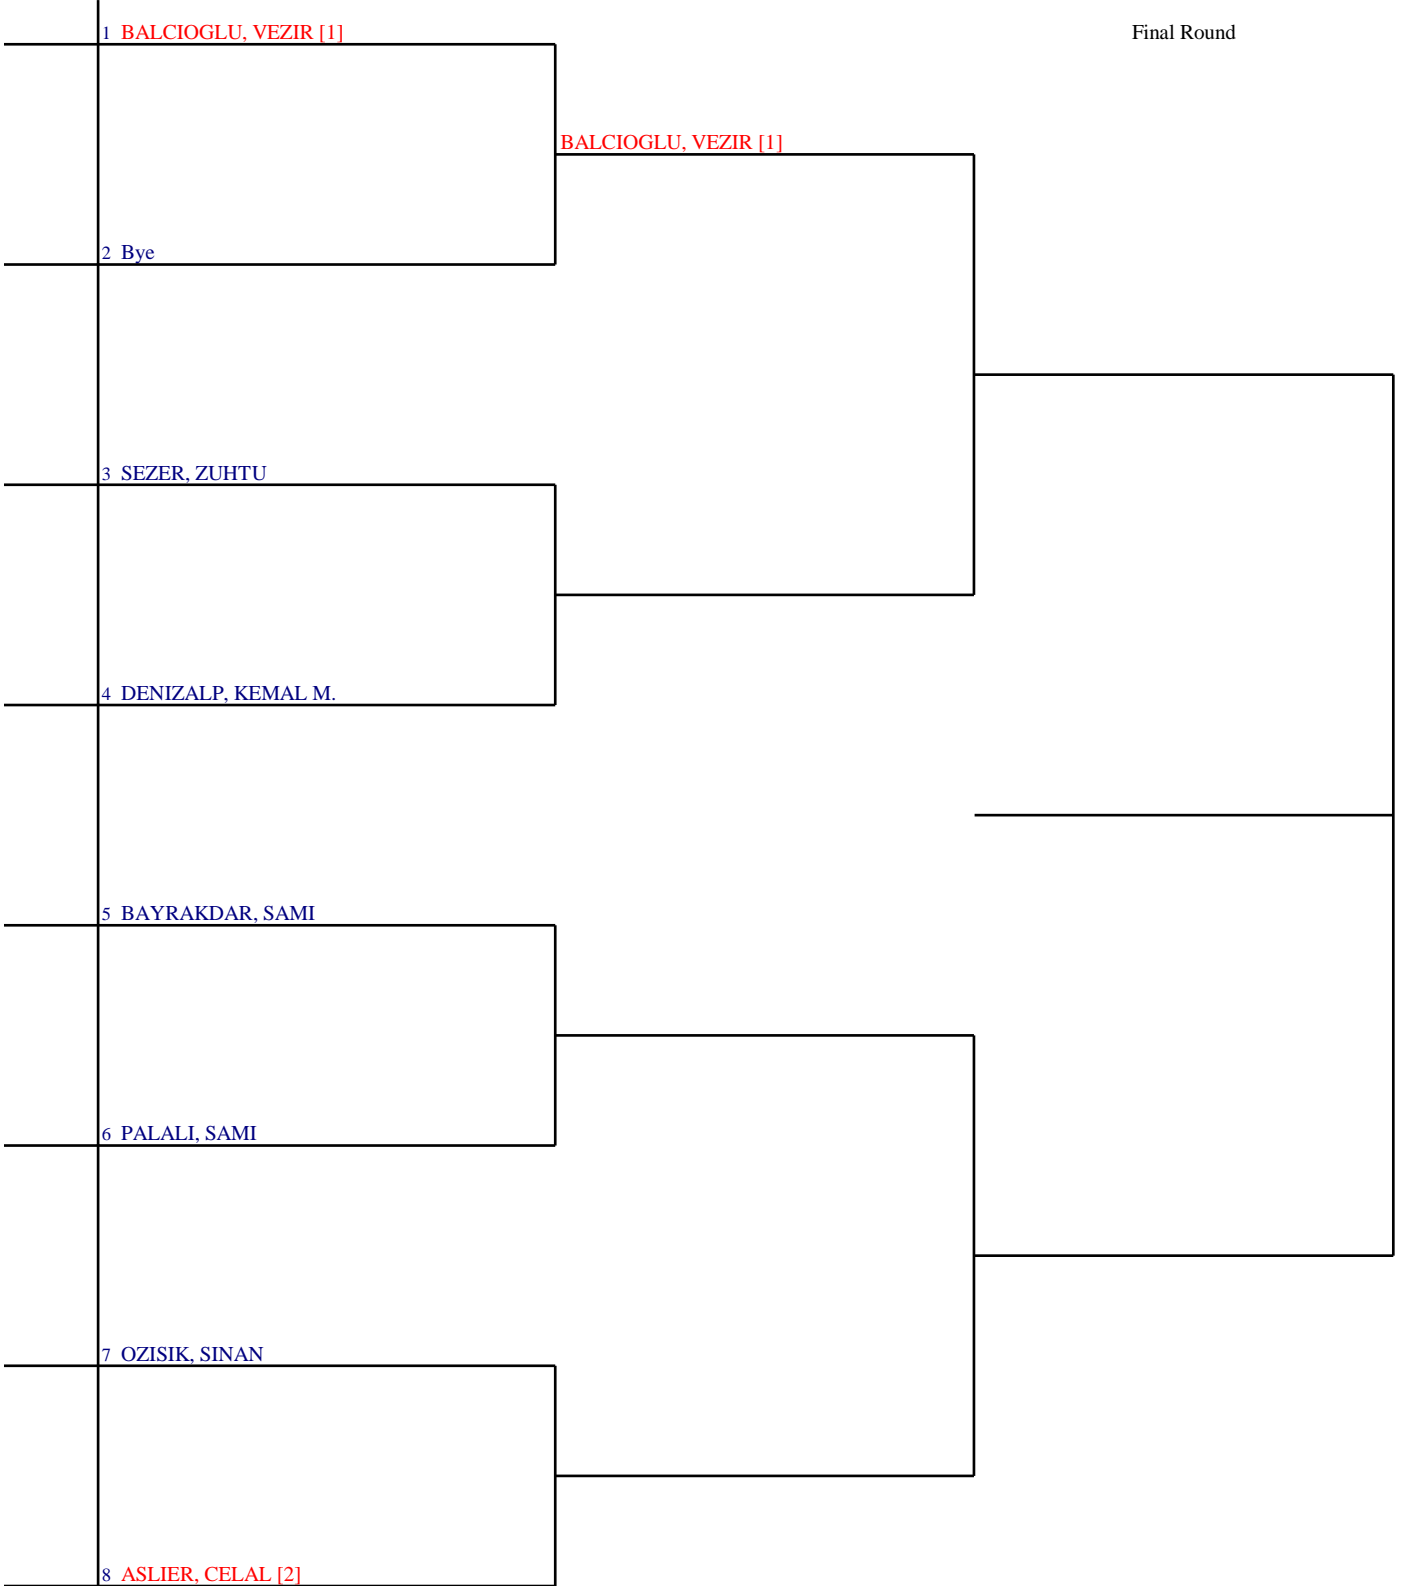 1 BALCIOGLU, VEZIR [1]
Final Round
BALCIOGLU, VEZIR [1]
2 Bye
3 SEZER, ZUHTU
4 DENIZALP, KEMAL M.
5 BAYRAKDAR, SAMI
6 PALALI, SAMI
7 OZISIK, SINAN
8 ASLIER, CELAL [2]